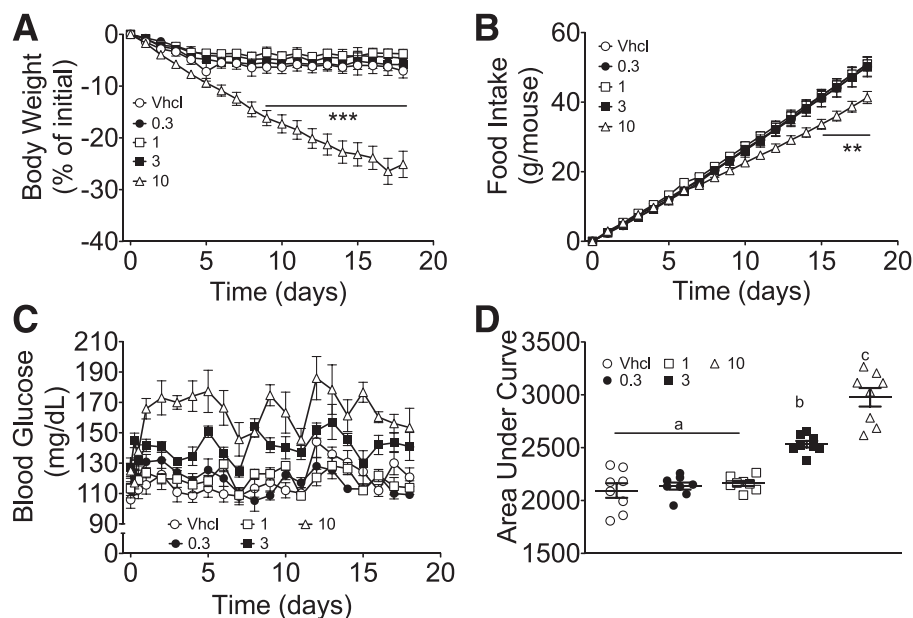 A
Body Weight
(% of initial)
0
-10
-20
-30
-40
Vhcl
0.3
1
3
10
***
0 5 10 15 20
Time (days)
B
Food Intake
(g/mouse)
60
40
20
0
Vhcl
0.3
1
3
10
**
0 5 10 15 20
Time (days)
C
Blood Glucose
(mg/dL)
210
190
170
150
130
110
90
0
Vhcl 1 10
0.3 3
0 5 10 15 20
Time (days)
D
Area Under Curve
3500
3000
2500
2000
1500
Vhcl 1 10
0.3 3
a
b
c